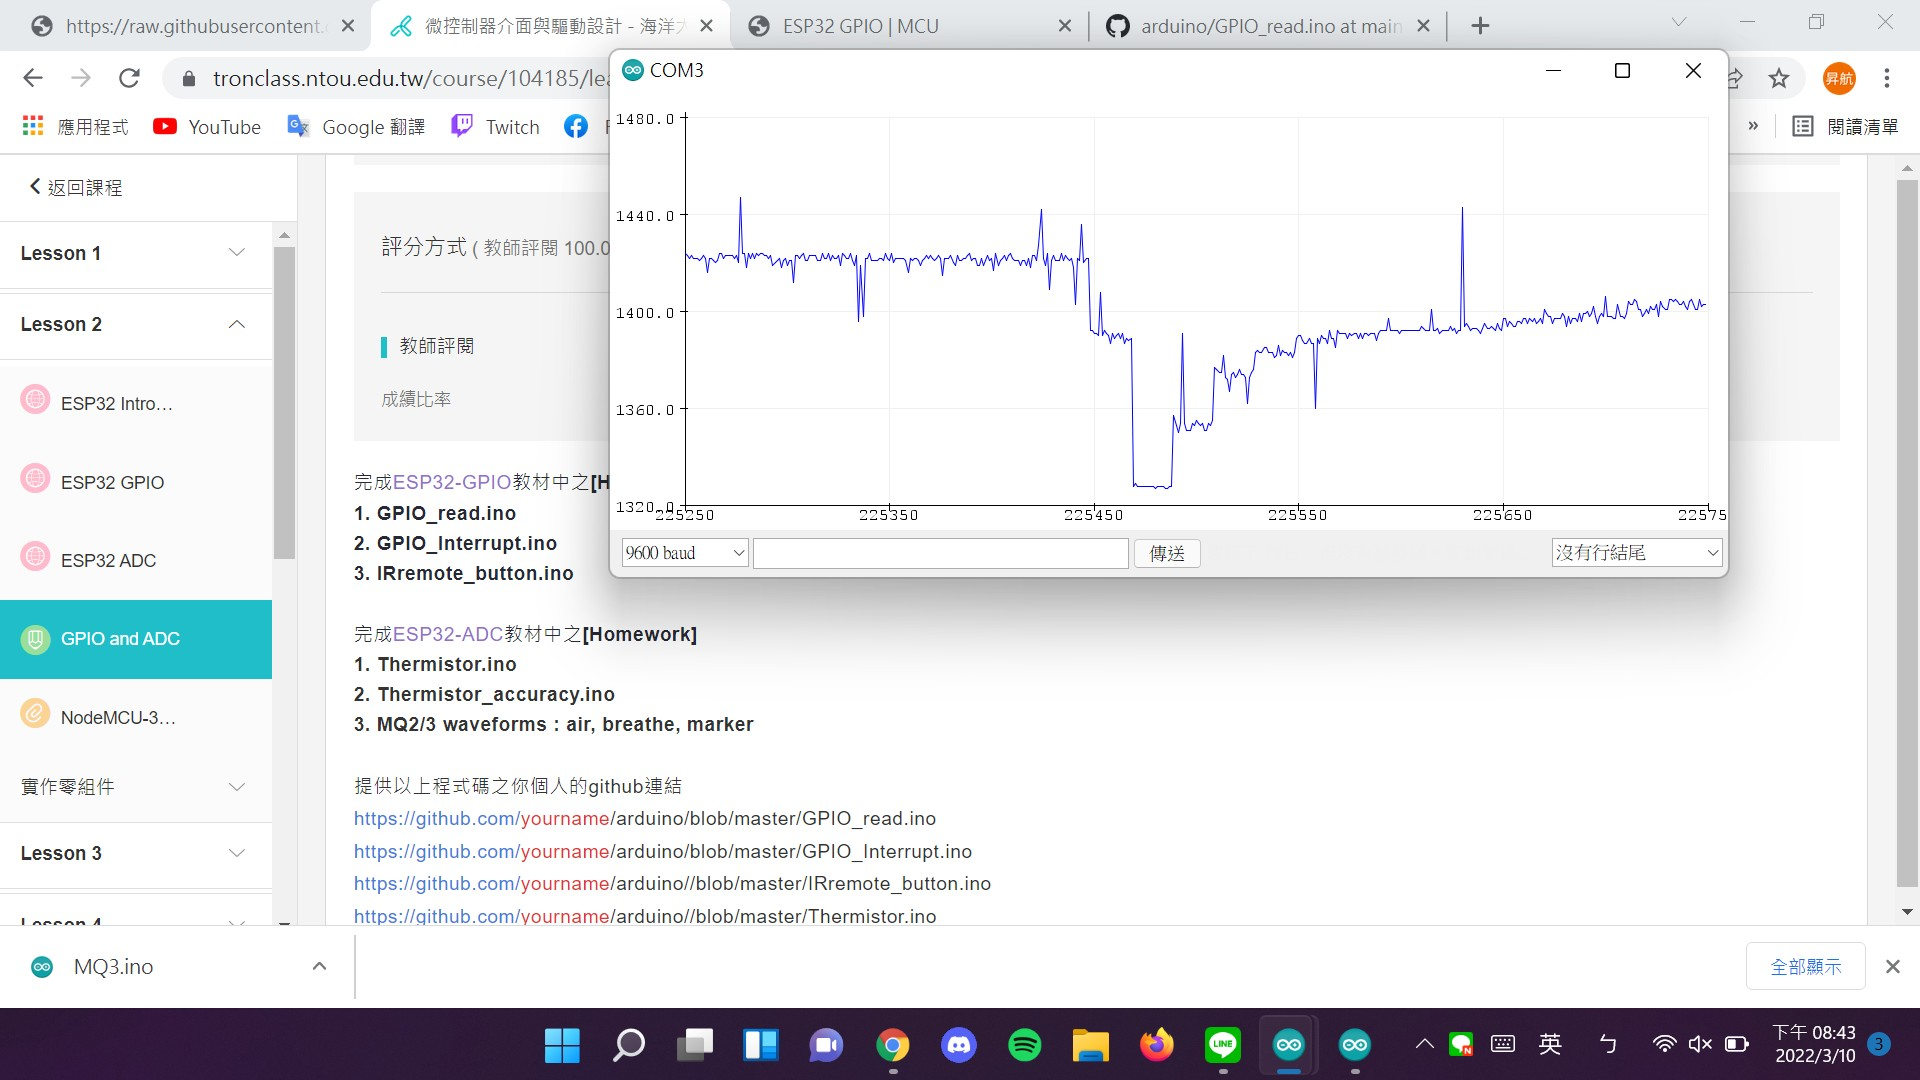 https://raw.githubusercontent.
微控制器介面與驅動設計 - 海洋大
ESP32 GPIO | MCU
arduino/GPIO_read.ino at main
tronclass.ntou.edu.tw/course/104185/le
昇航
應用程式
YouTube
Google 翻譯
Twitch
»
閱讀清單
COM3
1480.0
1440.0
1400.0
1360.0
1320.0
225250
225350
225450
225550
225650
22575
9600 baud
傳送
沒有行結尾
返回課程
Lesson 1
Lesson 2
ESP32 Intro…
ESP32 GPIO
ESP32 ADC
GPIO and ADC
NodeMCU-3…
實作零組件
Lesson 3
Lesson 4
評分方式 ( 教師評閱 100.0
教師評閱
成績比率
完成ESP32-GPIO教材中之[H
1. GPIO_read.ino
2. GPIO_Interrupt.ino
3. IRremote_button.ino
完成ESP32-ADC教材中之[Homework]
1. Thermistor.ino
2. Thermistor_accuracy.ino
3. MQ2/3 waveforms : air, breathe, marker
提供以上程式碼之你個人的github連結
https://github.com/yourname/arduino/blob/master/GPIO_read.ino
https://github.com/yourname/arduino/blob/master/GPIO_Interrupt.ino
https://github.com/yourname/arduino//blob/master/IRremote_button.ino
https://github.com/yourname/arduino//blob/master/Thermistor.ino
MQ3.ino
全部顯示
LINE
英
ㄅ
下午 08:43
2022/3/10
3